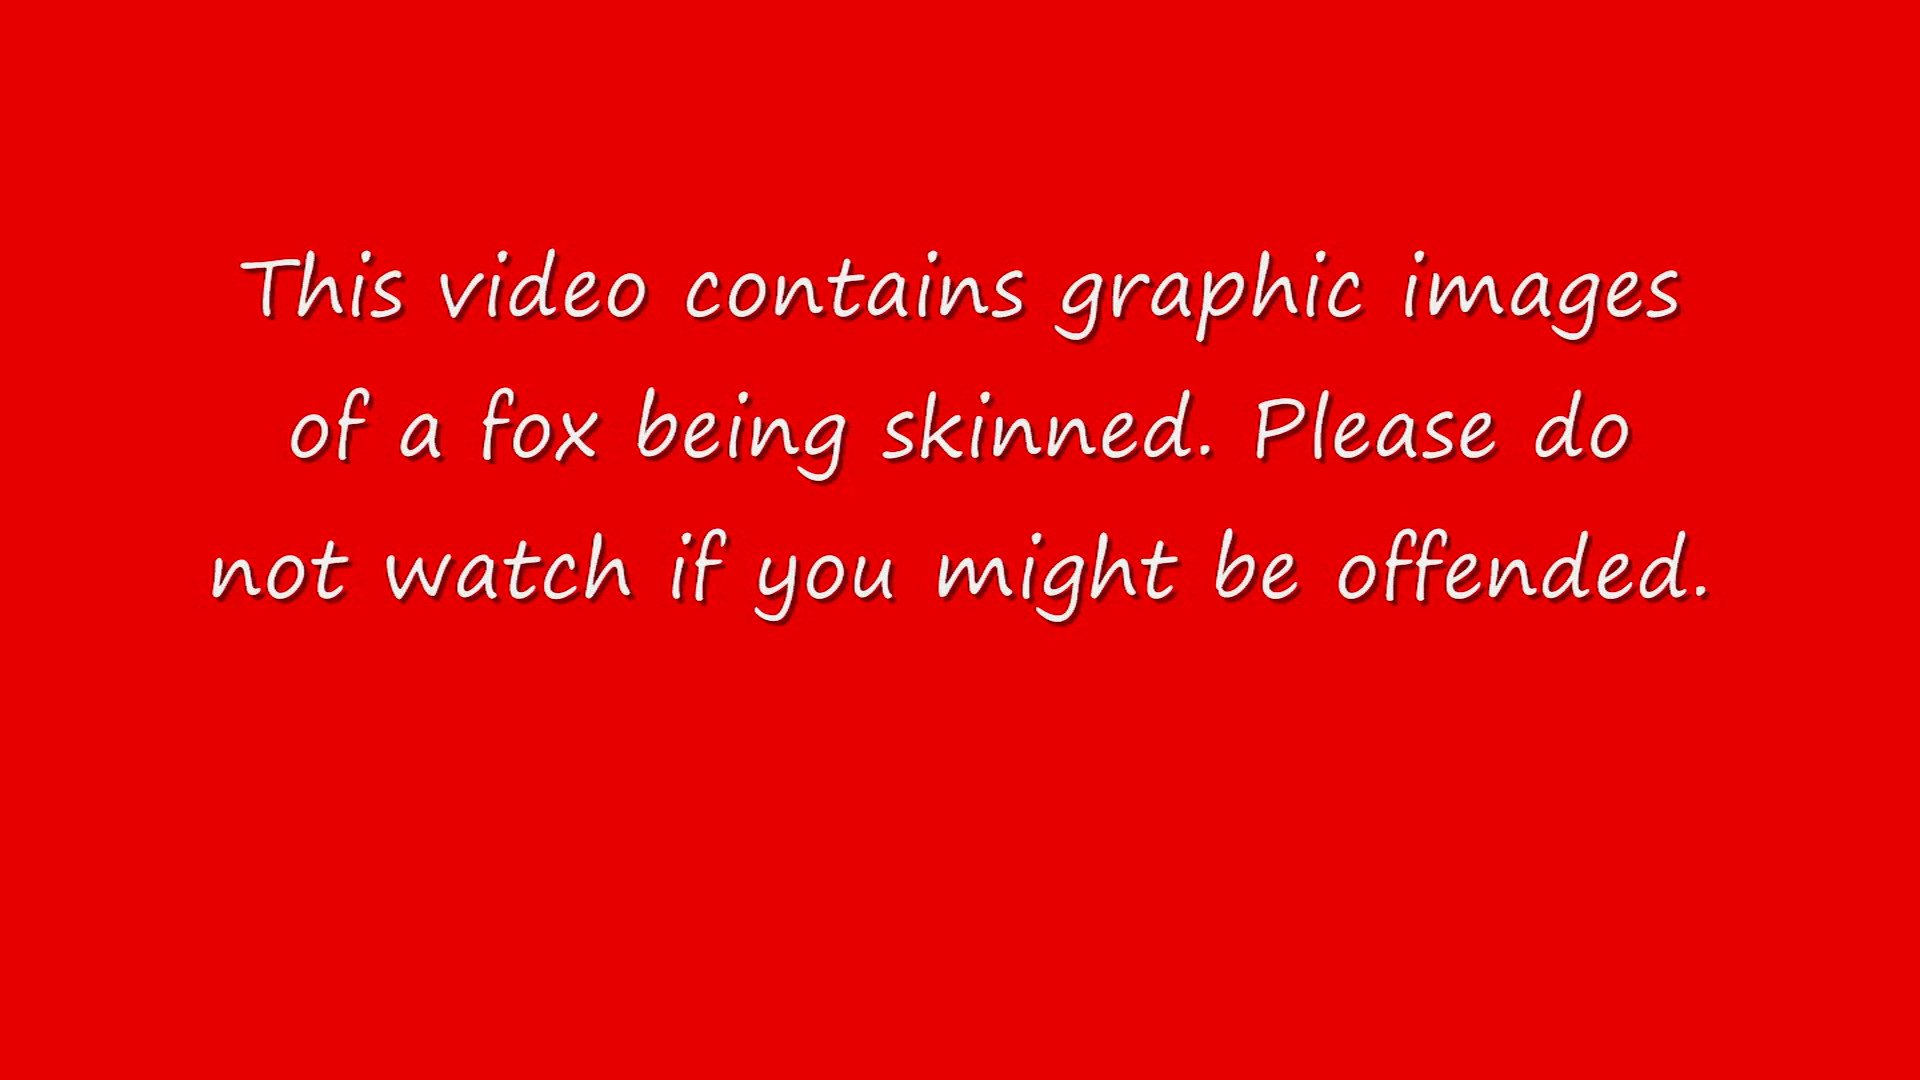 This video contains graphic images
of a fox being skinned. Please do
not watch if you might be offended.